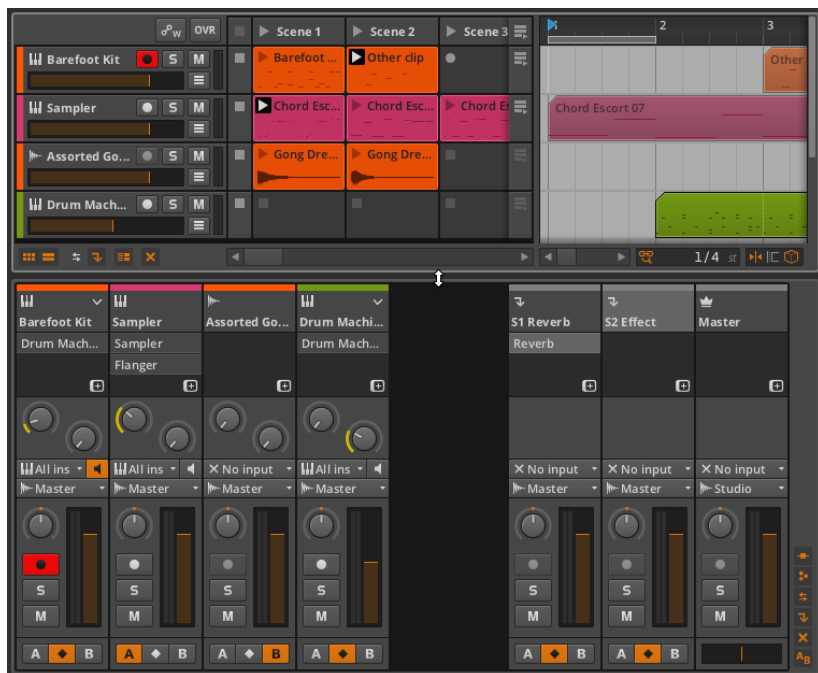 W OVR Scene 1 Scene 2 Scene 3 1 2 3
Barefoot Kit S M Barefoot ... Other clip Other
Sampler S M Chord Esc... Chord Esc... Chord Es Chord Escort 07
Assorted Go... S M Gong Dre... Gong Dre...
Drum Mach... S M
1/4 st
Barefoot Kit Sampler Assorted Go... Drum Machi... S1 Reverb S2 Effect Master
Drum Mach... Sampler Drum Mach... Reverb
Flanger
All ins All ins No input All ins No input No input No input
Master Master Master Master Master Master Studio
S S S S S S S
M M M M M M M
A B A B A B A B A B A B
AB